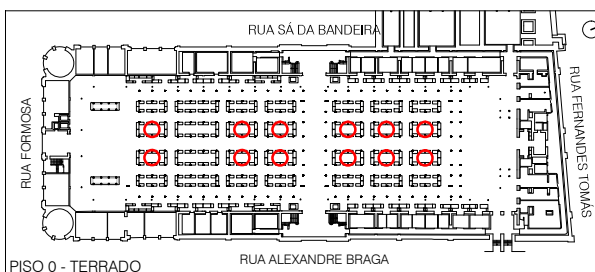 RUA SÁ DA BANDEIRA
RUA FORMOSA
RUA FERNANDES TOMÁS
RUA ALEXANDRE BRAGA
PISO 0 - TERRADO